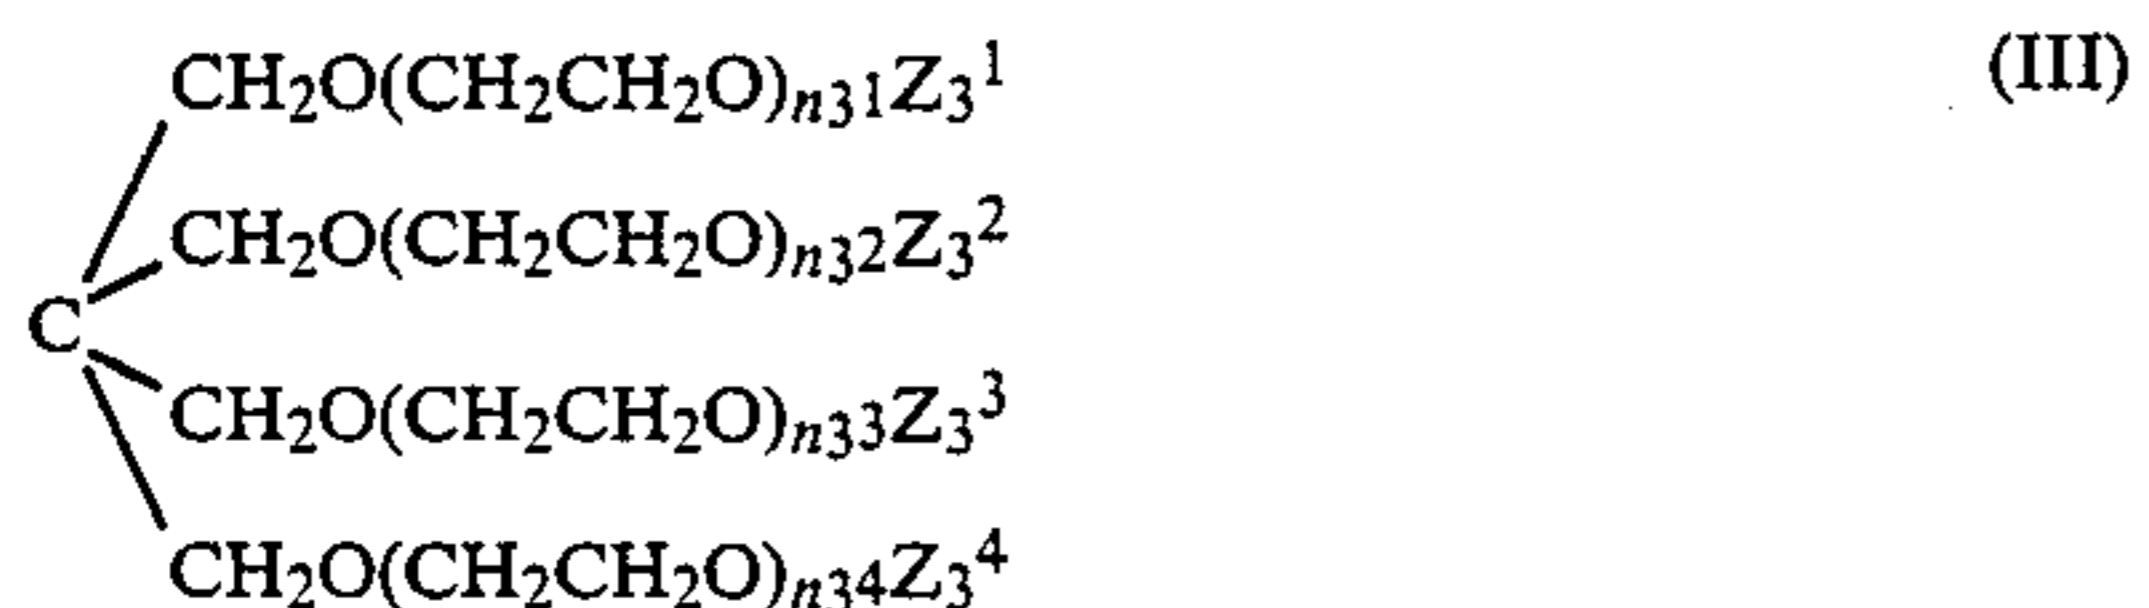 CH₂O(CH₂CH₂O)ₙ₃₁Z₃¹ (III)
CH₂O(CH₂CH₂O)ₙ₃₂Z₃²
C
CH₂O(CH₂CH₂O)ₙ₃₃Z₃³
CH₂O(CH₂CH₂O)ₙ₃₄Z₃⁴